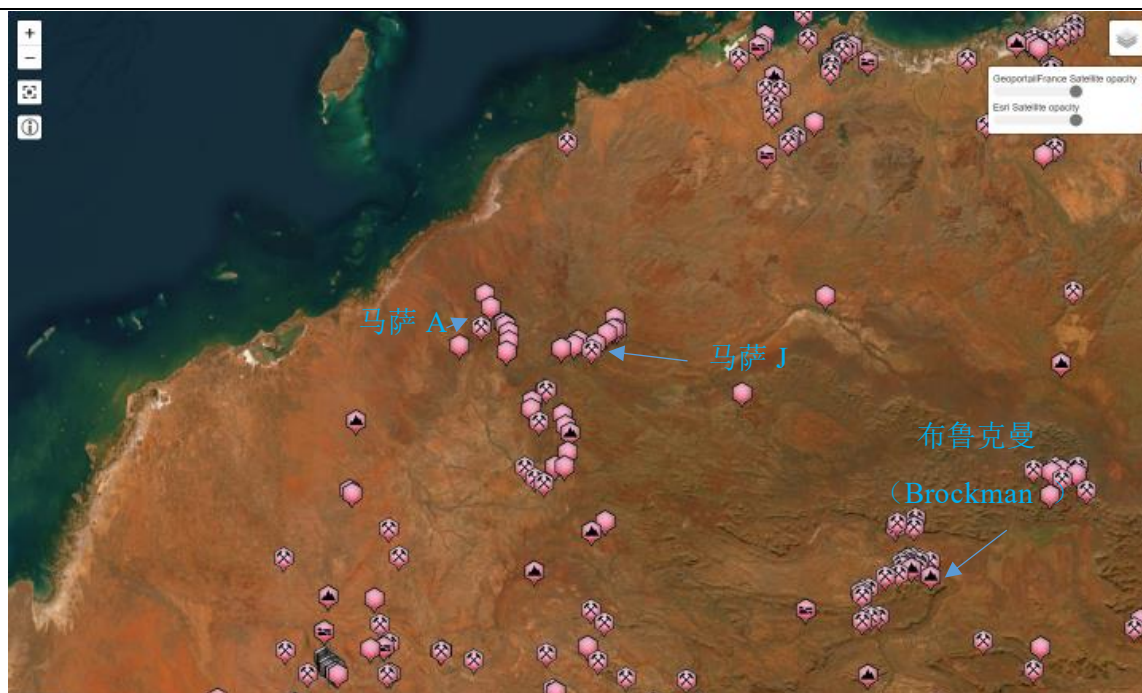 +
−
Geoportail/France Satellite opacity
Esri Satellite opacity
马萨 A
马萨 J
布鲁克曼
（Brockman ）